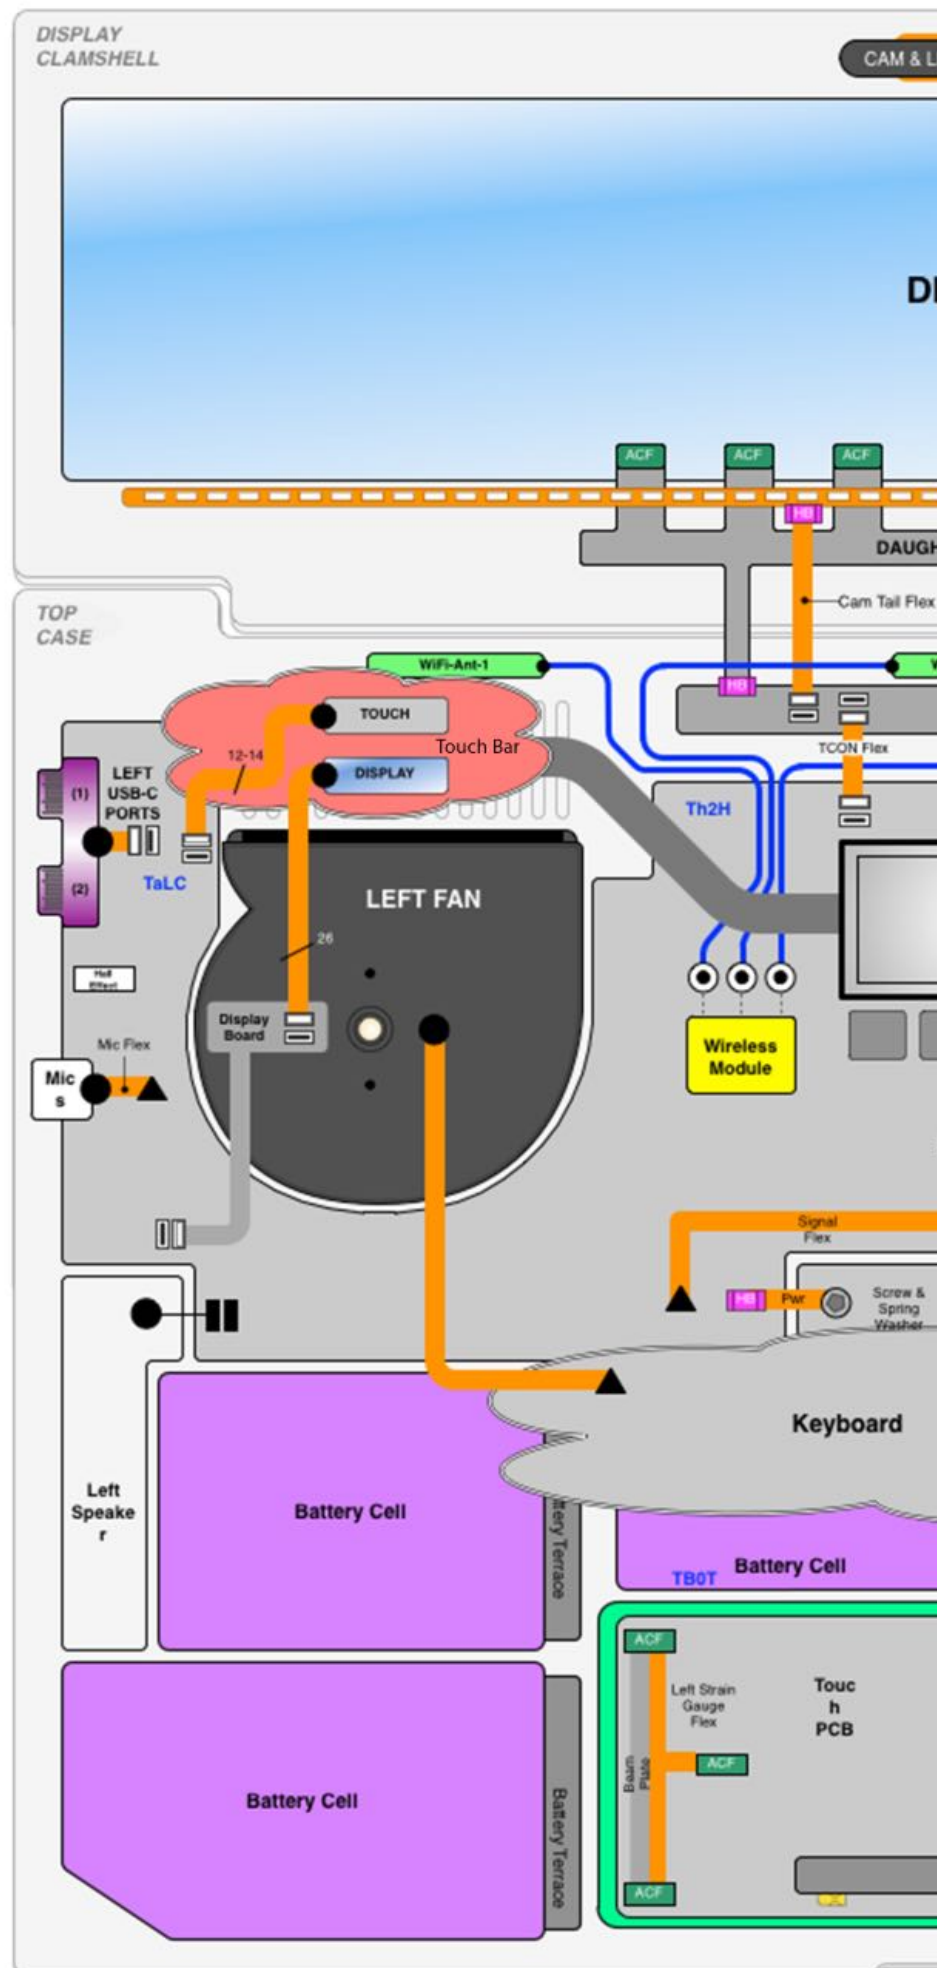 DISPLAY
CLAMSHELL
CAM & L
DI
ACF
ACF
ACF
HB
DAUGH
Cam Tail Flex
TOP
CASE
WiFi-Ant-1
W
HB
TOUCH
Touch Bar
12-14
DISPLAY
TCON Flex
LEFT
USB-C
PORTS
(1)
(2)
TaLC
Th2H
LEFT FAN
26
Hall
Effect
Display
Board
Mic Flex
Mic
s
Wireless
Module
Signal
Flex
HB
Pwr
Screw &
Spring
Washer
Keyboard
Left
Speake
r
Battery Cell
ttery Terrace
Battery Cell
TB0T
ACF
Left Strain
Gauge
Flex
Touc
h
PCB
ACF
Beam
Plate
Battery Cell
Battery Terrace
ACF